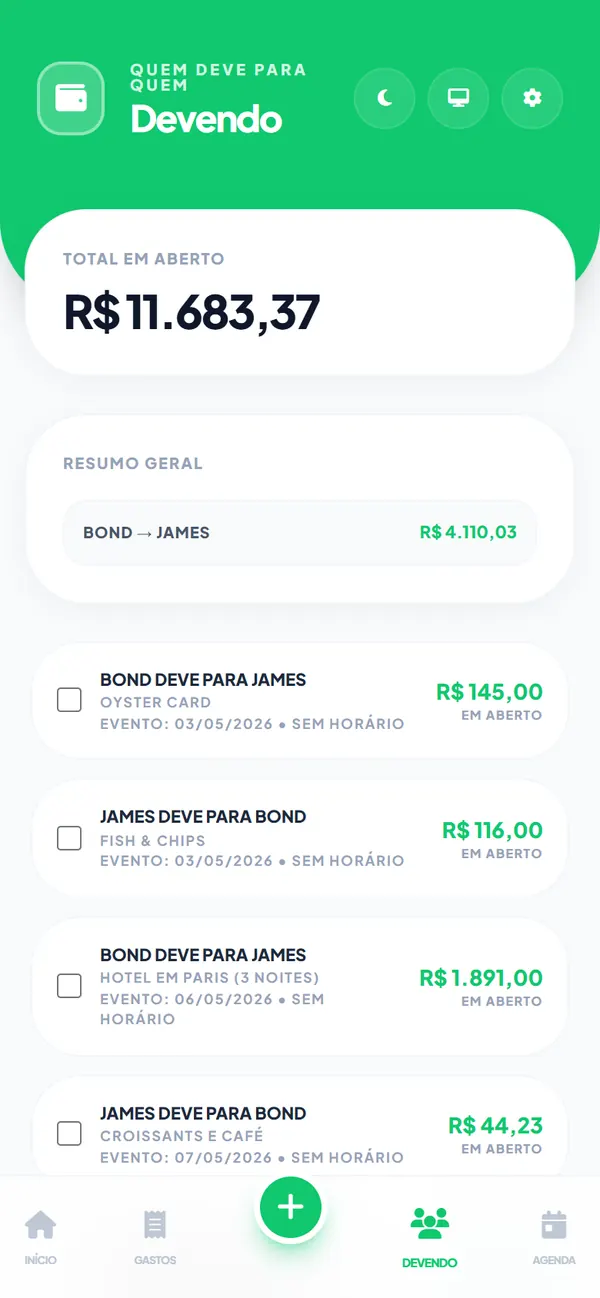 QUEM DEVE PARA
QUEM
Devendo
TOTAL EM ABERTO
R$ 11.683,37
RESUMO GERAL
BOND → JAMES
R$ 4.110,03
BOND DEVE PARA JAMES
OYSTER CARD
EVENTO: 03/05/2026 • SEM HORÁRIO
R$ 145,00
EM ABERTO
JAMES DEVE PARA BOND
FISH & CHIPS
EVENTO: 03/05/2026 • SEM HORÁRIO
R$ 116,00
EM ABERTO
BOND DEVE PARA JAMES
HOTEL EM PARIS (3 NOITES)
EVENTO: 06/05/2026 • SEM
HORÁRIO
R$ 1.891,00
EM ABERTO
JAMES DEVE PARA BOND
CROISSANTS E CAFÉ
EVENTO: 07/05/2026 • SEM HORÁRIO
R$ 44,23
EM ABERTO
INÍCIO
GASTOS
DEVENDO
AGENDA